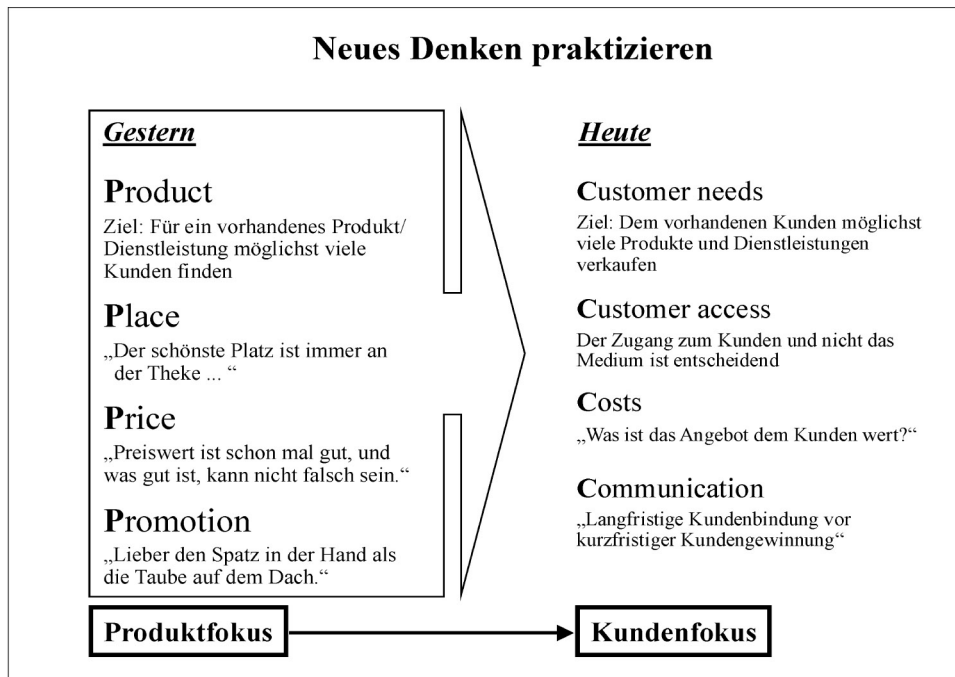 Neues Denken praktizieren
Gestern
Product
Ziel: Für ein vorhandenes Produkt/
Dienstleistung möglichst viele
Kunden finden
Place
„Der schönste Platz ist immer an
der Theke ... “
Price
„Preiswert ist schon mal gut, und
was gut ist, kann nicht falsch sein.“
Promotion
„Lieber den Spatz in der Hand als
die Taube auf dem Dach.“
Produktfokus
Heute
Customer needs
Ziel: Dem vorhandenen Kunden möglichst
viele Produkte und Dienstleistungen
verkaufen
Customer access
Der Zugang zum Kunden und nicht das
Medium ist entscheidend
Costs
„Was ist das Angebot dem Kunden wert?“
Communication
„Langfristige Kundenbindung vor
kurzfristiger Kundengewinnung“
Kundenfokus